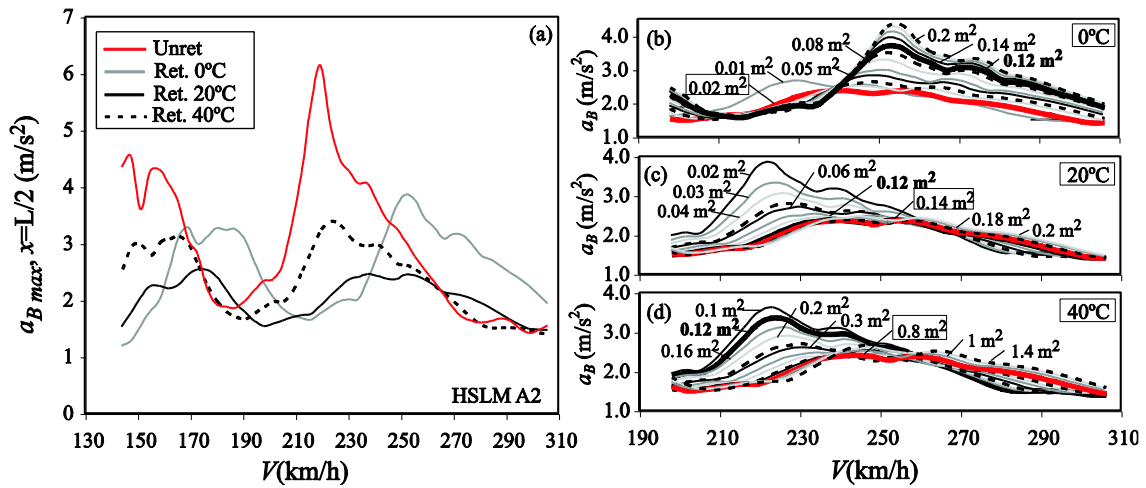 (a)
Unret
Ret. 0ºC
Ret. 20ºC
Ret. 40ºC
HSLM A2
a_B max, x=L/2 (m/s²)
7
6
5
4
3
2
1
0
130 150 170 190 210 230 250 270 290 310
V(km/h)
(b)
0ºC
a_B (m/s²)
4.0
3.0
2.0
1.0
0.2 m²
0.14 m²
0.12 m²
0.08 m²
0.05 m²
0.01 m²
0.02 m²
(c)
20ºC
a_B (m/s²)
4.0
3.0
2.0
1.0
0.02 m²
0.03 m²
0.04 m²
0.06 m²
0.12 m²
0.14 m²
0.18 m²
0.2 m²
(d)
40ºC
a_B (m/s²)
4.0
3.0
2.0
1.0
0.1 m²
0.12 m²
0.16 m²
0.2 m²
0.3 m²
0.8 m²
1 m²
1.4 m²
190 210 230 250 270 290 310
V(km/h)